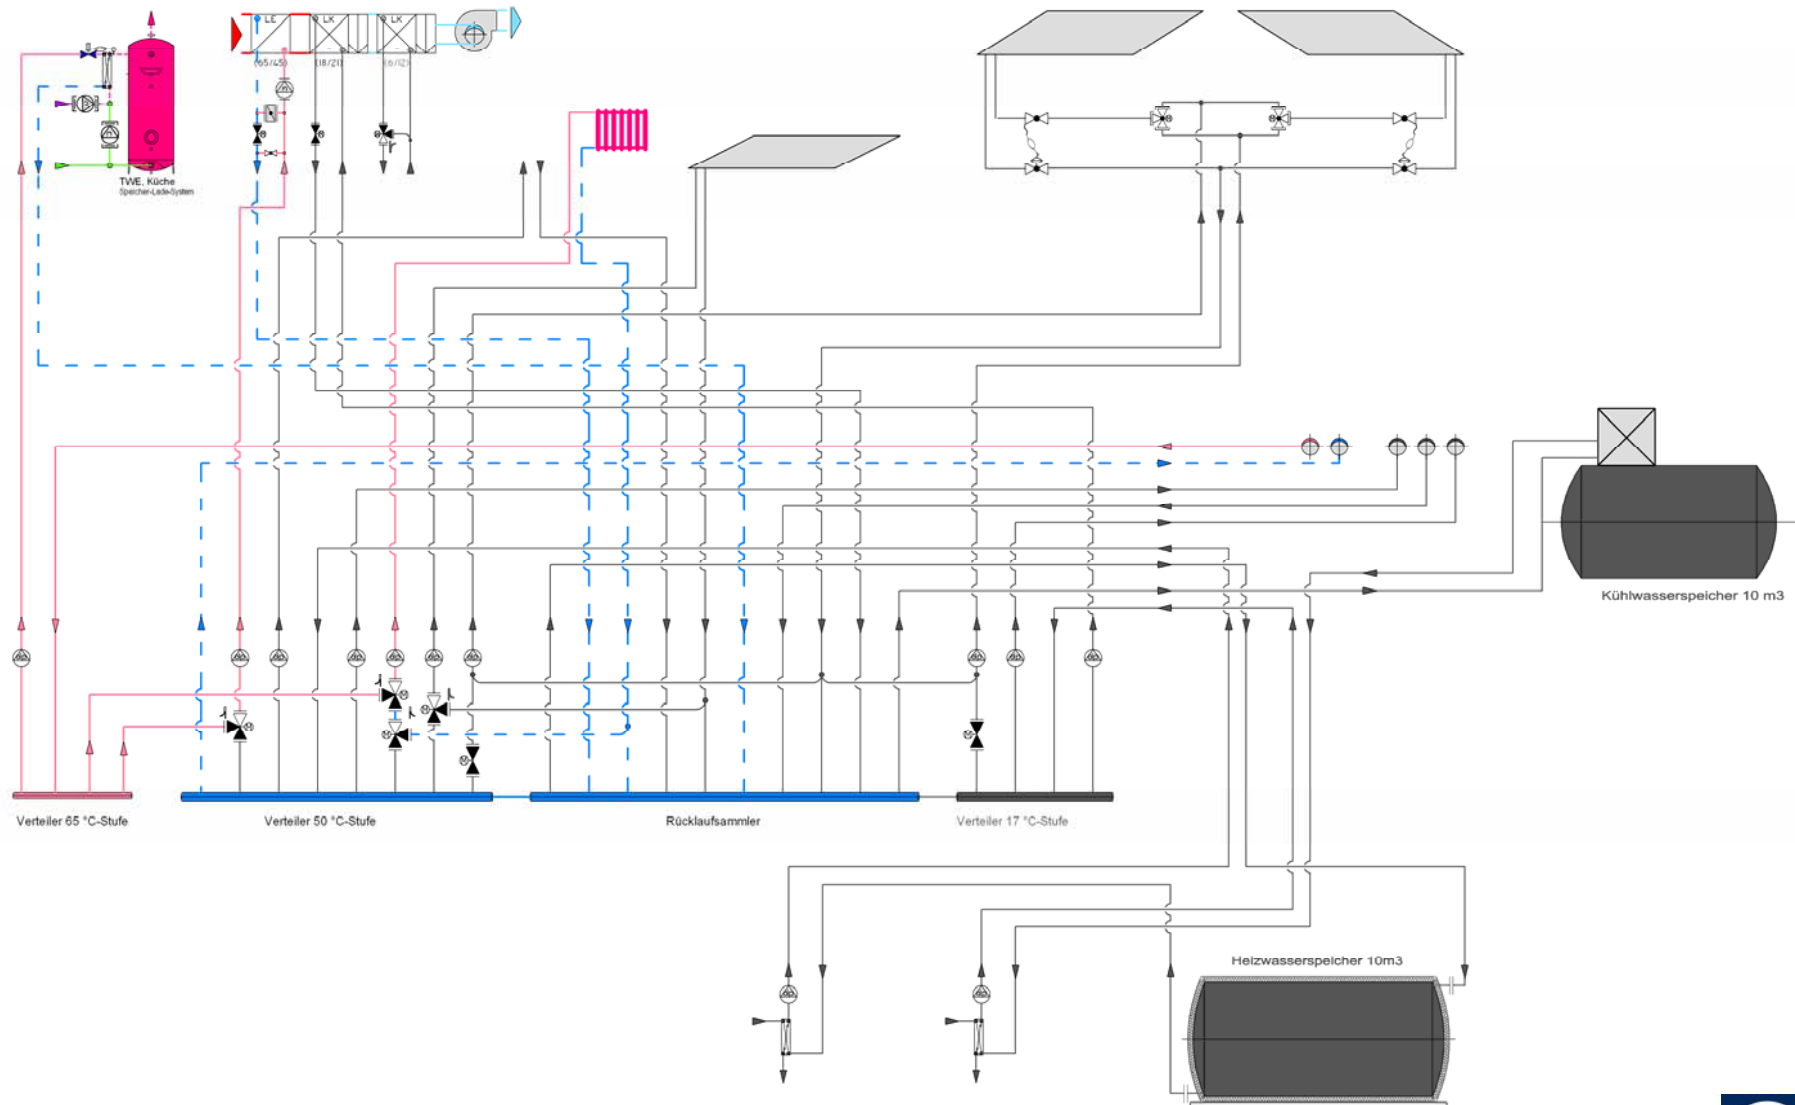 LE
LK
LK
(65/45)
(18/21)
(6/12)
TWE, Küche
Speicher-Lade-System
Kühlwasserspeicher 10 m3
Verteiler 65 °C-Stufe
Verteiler 50 °C-Stufe
Rücklaufsammler
Verteiler 17 °C-Stufe
Heizwasserspeicher 10m3